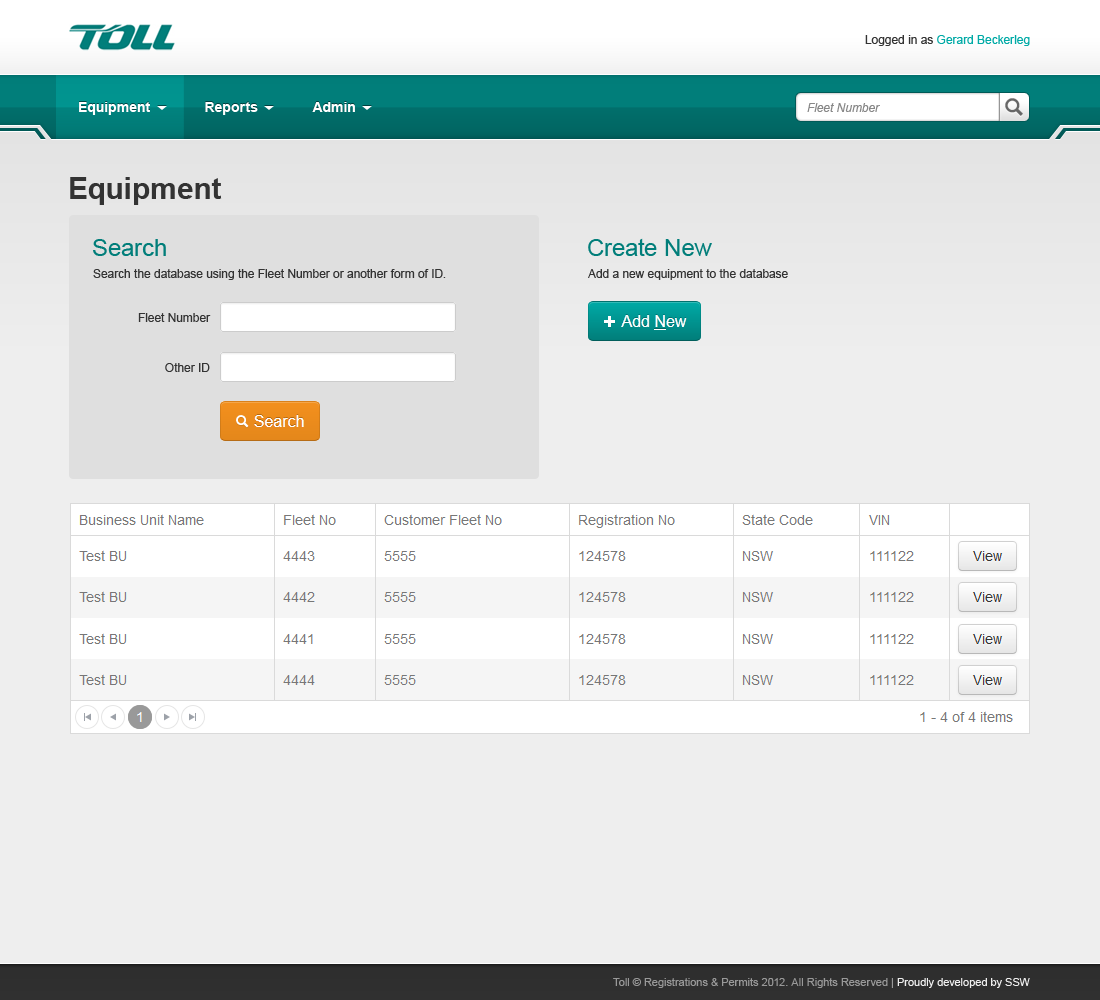 TOLL
Logged in as Gerard Beckerleg
Equipment Reports Admin Fleet Number
Equipment
Search
Search the database using the Fleet Number or another form of ID.
Fleet Number
Other ID
Search
Create New
Add a new equipment to the database
Add New
Business Unit Name Fleet No Customer Fleet No Registration No State Code VIN
Test BU 4443 5555 124578 NSW 111122 View
Test BU 4442 5555 124578 NSW 111122 View
Test BU 4441 5555 124578 NSW 111122 View
Test BU 4444 5555 124578 NSW 111122 View
1 1 - 4 of 4 items
Toll © Registrations & Permits 2012. All Rights Reserved | Proudly developed by SSW